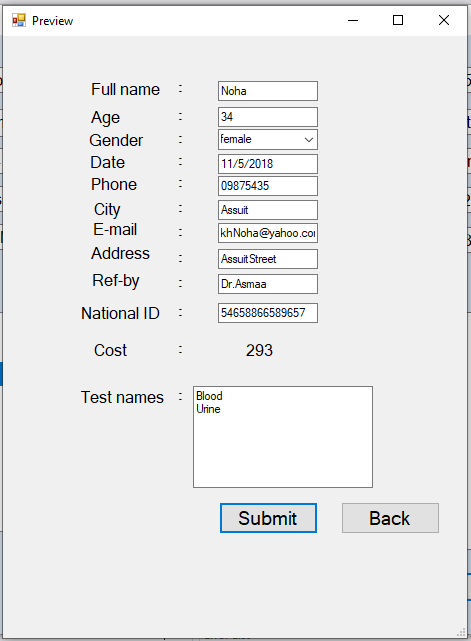 Preview
Full name : Noha
Age : 34
Gender : female
Date : 11/5/2018
Phone : 09875435
City : Assuit
E-mail : khNoha@yahoo.co
Address : AssuitStreet
Ref-by : Dr.Asmaa
National ID : 54658866589657
Cost : 293
Test names : Blood
Urine
Submit Back